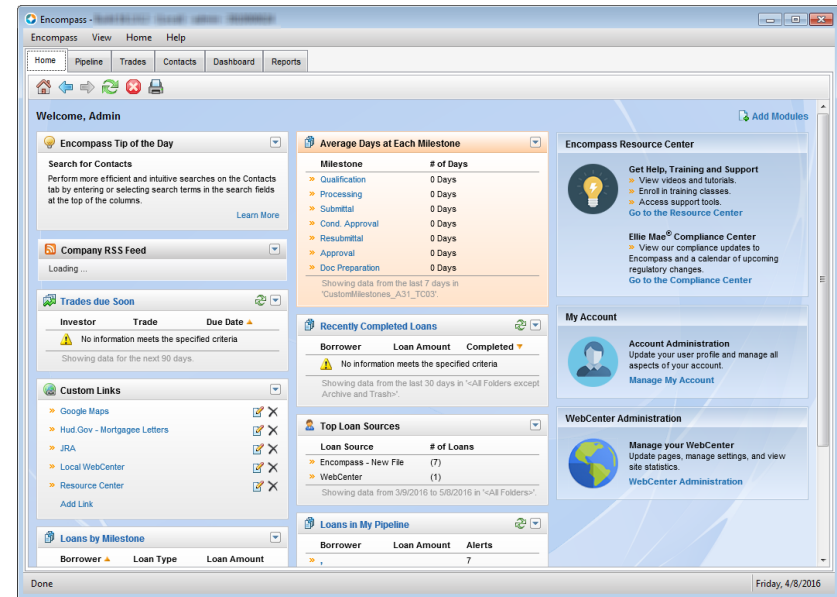 Encompass -
Encompass View Home Help
Home Pipeline Trades Contacts Dashboard Reports
Welcome, Admin
Add Modules
Encompass Tip of the Day
Search for Contacts
Perform more efficient and intuitive searches on the Contacts
tab by entering or selecting search terms in the search fields
at the top of the columns.
Learn More
Company RSS Feed
Loading ...
Trades due Soon
Investor Trade Due Date
No information meets the specified criteria
Showing data for the next 90 days.
Custom Links
Google Maps
Hud.Gov - Mortgagee Letters
JRA
Local WebCenter
Resource Center
Add Link
Loans by Milestone
Borrower Loan Type Loan Amount
Average Days at Each Milestone
Milestone # of Days
Qualification 0 Days
Processing 0 Days
Submittal 0 Days
Cond. Approval 0 Days
Resubmittal 0 Days
Approval 0 Days
Doc Preparation 0 Days
Showing data from the last 7 days in
'CustomMilestones_A31_TC03'.
Recently Completed Loans
Borrower Loan Amount Completed
No information meets the specified criteria
Showing data from the last 30 days in '<All Folders except
Archive and Trash>'.
Top Loan Sources
Loan Source # of Loans
Encompass - New File (7)
WebCenter (1)
Showing data from 3/9/2016 to 5/8/2016 in '<All Folders>'.
Loans in My Pipeline
Borrower Loan Amount Alerts
, 7
Encompass Resource Center
Get Help, Training and Support
View videos and tutorials.
Enroll in training classes.
Access support tools.
Go to the Resource Center
Ellie Mae® Compliance Center
View our compliance updates to
Encompass and a calendar of upcoming
regulatory changes.
Go to the Compliance Center
My Account
Account Administration
Update your user profile and manage all
aspects of your account.
Manage My Account
WebCenter Administration
Manage your WebCenter
Update pages, manage settings, and view
site statistics.
WebCenter Administration
Done
Friday, 4/8/2016